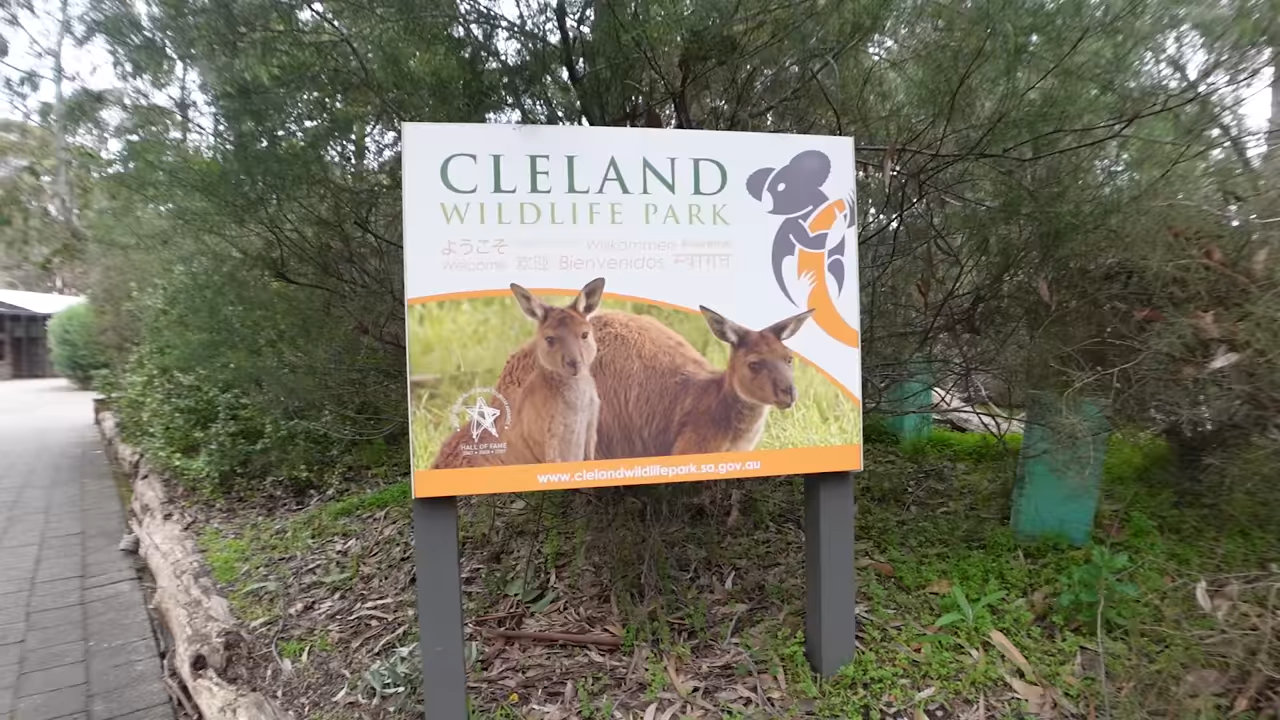 CLELAND
WILDLIFE PARK
ようこそ Willkommen
Welcome 欢迎 Bienvenidos
HALL OF FAME
www.clelandwildlifepark.sa.gov.au